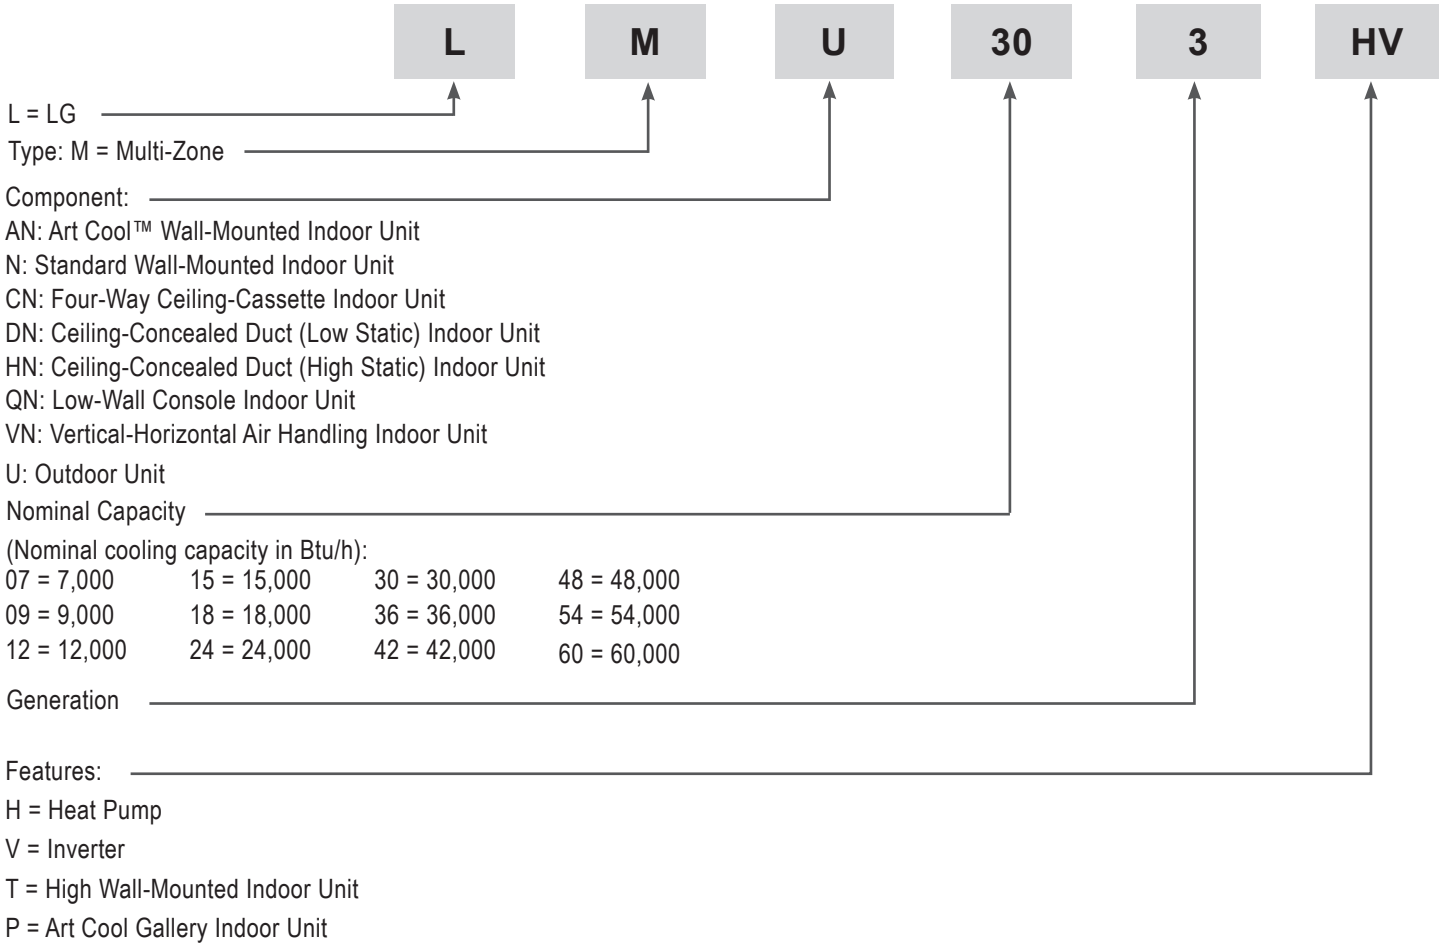 L M U 30 3 HV
L = LG
Type: M = Multi-Zone
Component:
AN: Art Cool™ Wall-Mounted Indoor Unit
N: Standard Wall-Mounted Indoor Unit
CN: Four-Way Ceiling-Cassette Indoor Unit
DN: Ceiling-Concealed Duct (Low Static) Indoor Unit
HN: Ceiling-Concealed Duct (High Static) Indoor Unit
QN: Low-Wall Console Indoor Unit
VN: Vertical-Horizontal Air Handling Indoor Unit
U: Outdoor Unit
Nominal Capacity
(Nominal cooling capacity in Btu/h):
07 = 7,000 15 = 15,000 30 = 30,000 48 = 48,000
09 = 9,000 18 = 18,000 36 = 36,000 54 = 54,000
12 = 12,000 24 = 24,000 42 = 42,000 60 = 60,000
Generation
Features:
H = Heat Pump
V = Inverter
T = High Wall-Mounted Indoor Unit
P = Art Cool Gallery Indoor Unit